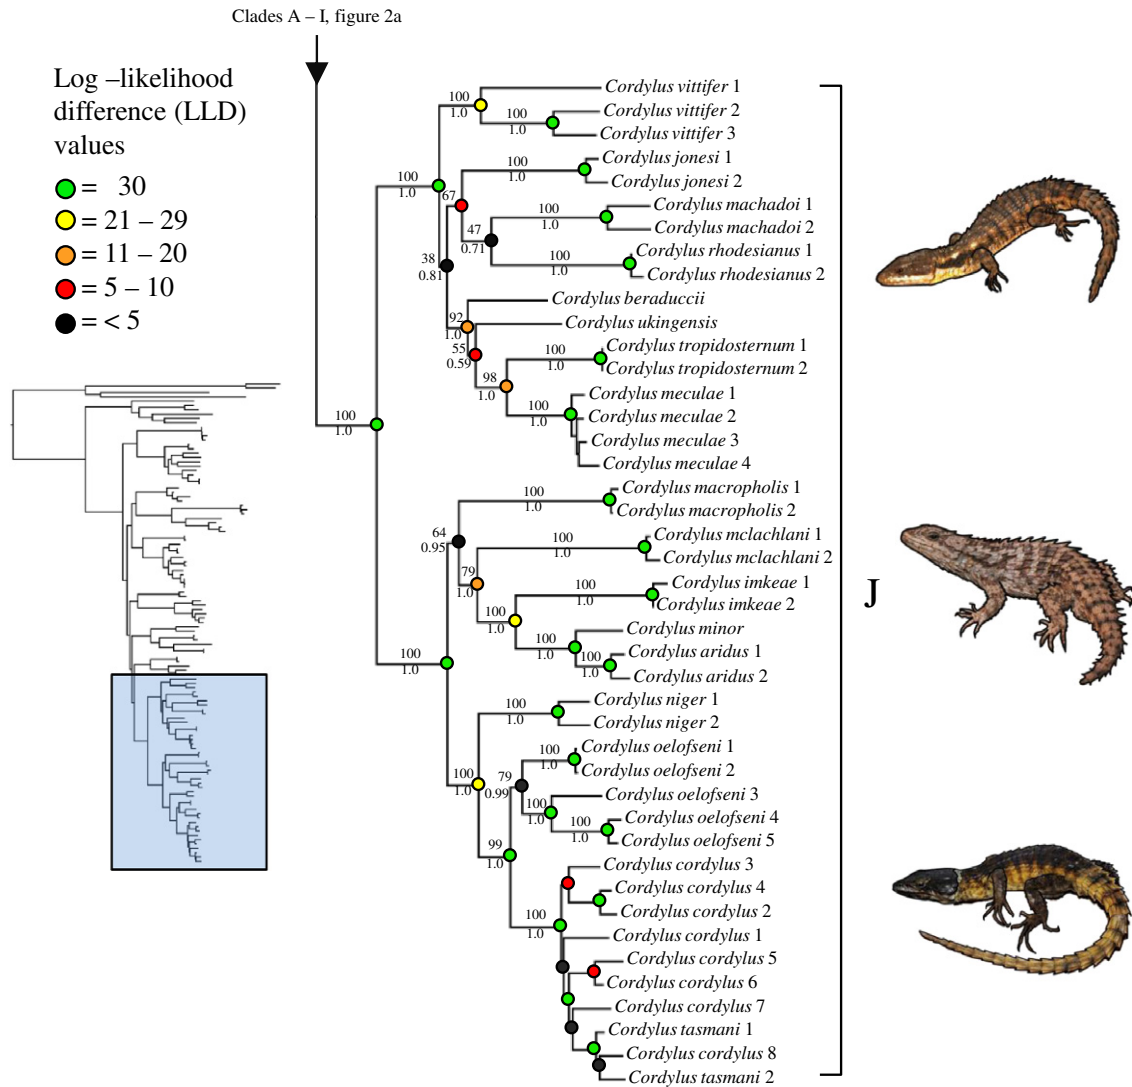 Clades A – I, figure 2a
Log –likelihood
difference (LLD)
values
= 30
= 21 – 29
= 11 – 20
= 5 – 10
= < 5
Cordylus vittifer 1
100
1.0
Cordylus vittifer 2
100
1.0
Cordylus vittifer 3
Cordylus jonesi 1
100
1.0
Cordylus jonesi 2
100
1.0
67
Cordylus machadoi 1
100
1.0
Cordylus machadoi 2
47
0.71
Cordylus rhodesianus 1
100
1.0
Cordylus rhodesianus 2
38
0.81
Cordylus beraduccii
92
1.0
Cordylus ukingensis
55
0.59
Cordylus tropidosternum 1
100
1.0
Cordylus tropidosternum 2
98
1.0
Cordylus meculae 1
100
1.0
Cordylus meculae 2
Cordylus meculae 3
Cordylus meculae 4
100
1.0
Cordylus macropholis 1
100
1.0
Cordylus macropholis 2
64
0.95
Cordylus mclachlani 1
100
1.0
Cordylus mclachlani 2
79
1.0
Cordylus imkeae 1
100
1.0
Cordylus imkeae 2
J
100
1.0
Cordylus minor
100
1.0
Cordylus aridus 1
100
1.0
Cordylus aridus 2
100
1.0
Cordylus niger 1
100
1.0
Cordylus niger 2
Cordylus oelofseni 1
100
1.0
Cordylus oelofseni 2
100
1.0
79
0.99
Cordylus oelofseni 3
100
1.0
Cordylus oelofseni 4
100
1.0
Cordylus oelofseni 5
99
1.0
Cordylus cordylus 3
Cordylus cordylus 4
Cordylus cordylus 2
100
1.0
Cordylus cordylus 1
Cordylus cordylus 5
Cordylus cordylus 6
Cordylus cordylus 7
Cordylus tasmani 1
Cordylus cordylus 8
Cordylus tasmani 2